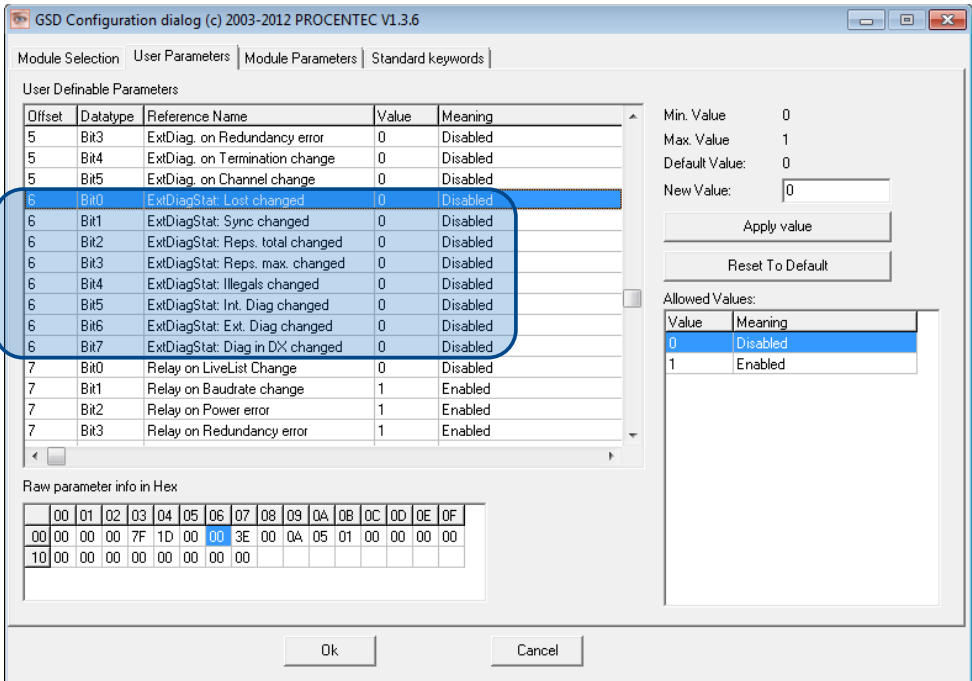 GSD Configuration dialog (c) 2003-2012 PROCENTEC V1.3.6
Module Selection User Parameters Module Parameters Standard keywords
User Definable Parameters
Offset Datatype Reference Name Value Meaning
5 Bit3 ExtDiag. on Redundancy error 0 Disabled
5 Bit4 ExtDiag. on Termination change 0 Disabled
5 Bit5 ExtDiag. on Channel change 0 Disabled
6 Bit0 ExtDiagStat: Lost changed 0 Disabled
6 Bit1 ExtDiagStat: Sync changed 0 Disabled
6 Bit2 ExtDiagStat: Reps. total changed 0 Disabled
6 Bit3 ExtDiagStat: Reps. max. changed 0 Disabled
6 Bit4 ExtDiagStat: Illegals changed 0 Disabled
6 Bit5 ExtDiagStat: Int. Diag changed 0 Disabled
6 Bit6 ExtDiagStat: Ext. Diag changed 0 Disabled
6 Bit7 ExtDiagStat: Diag in DX changed 0 Disabled
7 Bit0 Relay on LiveList Change 0 Disabled
7 Bit1 Relay on Baudrate change 1 Enabled
7 Bit2 Relay on Power error 1 Enabled
7 Bit3 Relay on Redundancy error 1 Enabled
Min. Value 0
Max. Value 1
Default Value: 0
New Value: 0
Apply value
Reset To Default
Allowed Values:
Value Meaning
0 Disabled
1 Enabled
Raw parameter info in Hex
00 01 02 03 04 05 06 07 08 09 0A 0B 0C 0D 0E 0F
00 00 00 00 7F 1D 00 00 3E 00 0A 05 01 00 00 00 00
10 00 00 00 00 00 00 00 00
Ok Cancel